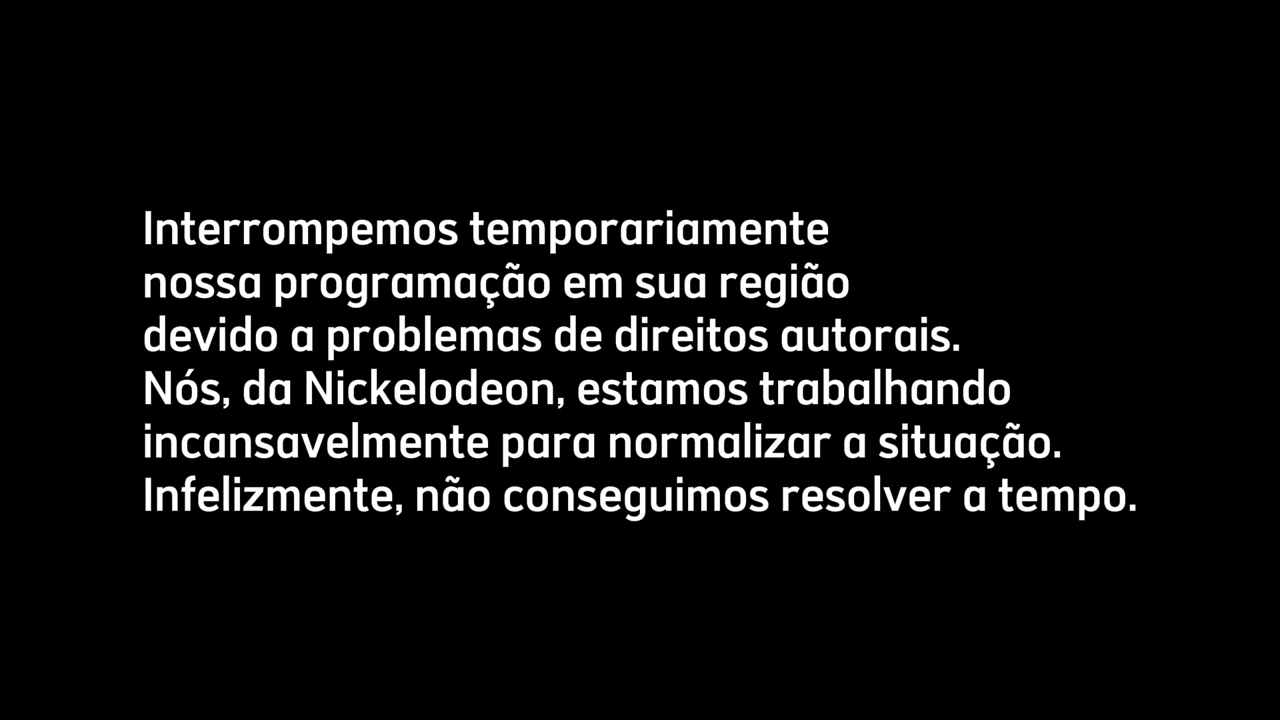 Interrompemos temporariamente
nossa programação em sua região
devido a problemas de direitos autorais.
Nós, da Nickelodeon, estamos trabalhando
incansavelmente para normalizar a situação.
Infelizmente, não conseguimos resolver a tempo.